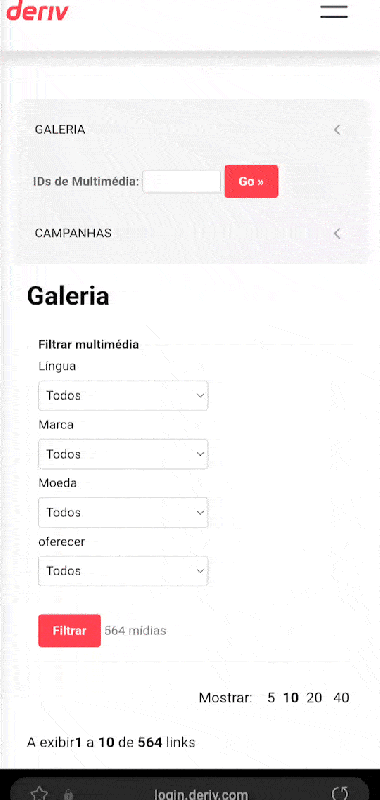 deriv
GALERIA
IDs de Multimédia: Go »
CAMPANHAS
Galeria
Filtrar multimédia
Língua
Todos
Marca
Todos
Moeda
Todos
oferecer
Todos
Filtrar 564 mídias
Mostrar: 5 10 20 40
A exibir1 a 10 de 564 links
login.deriv.com